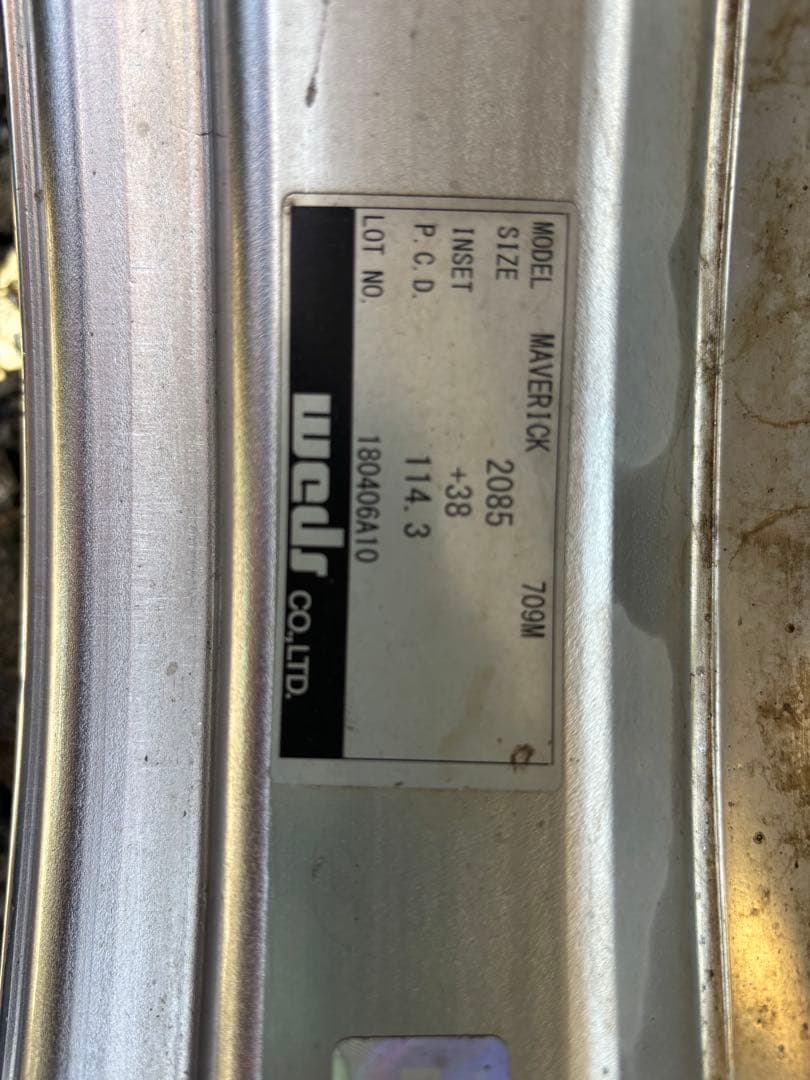 MODEL MAVERICK 709M
SIZE 2085
INSET +38
P.C.D. 114.3
LOT NO. 180406A10
weds CO.,LTD.